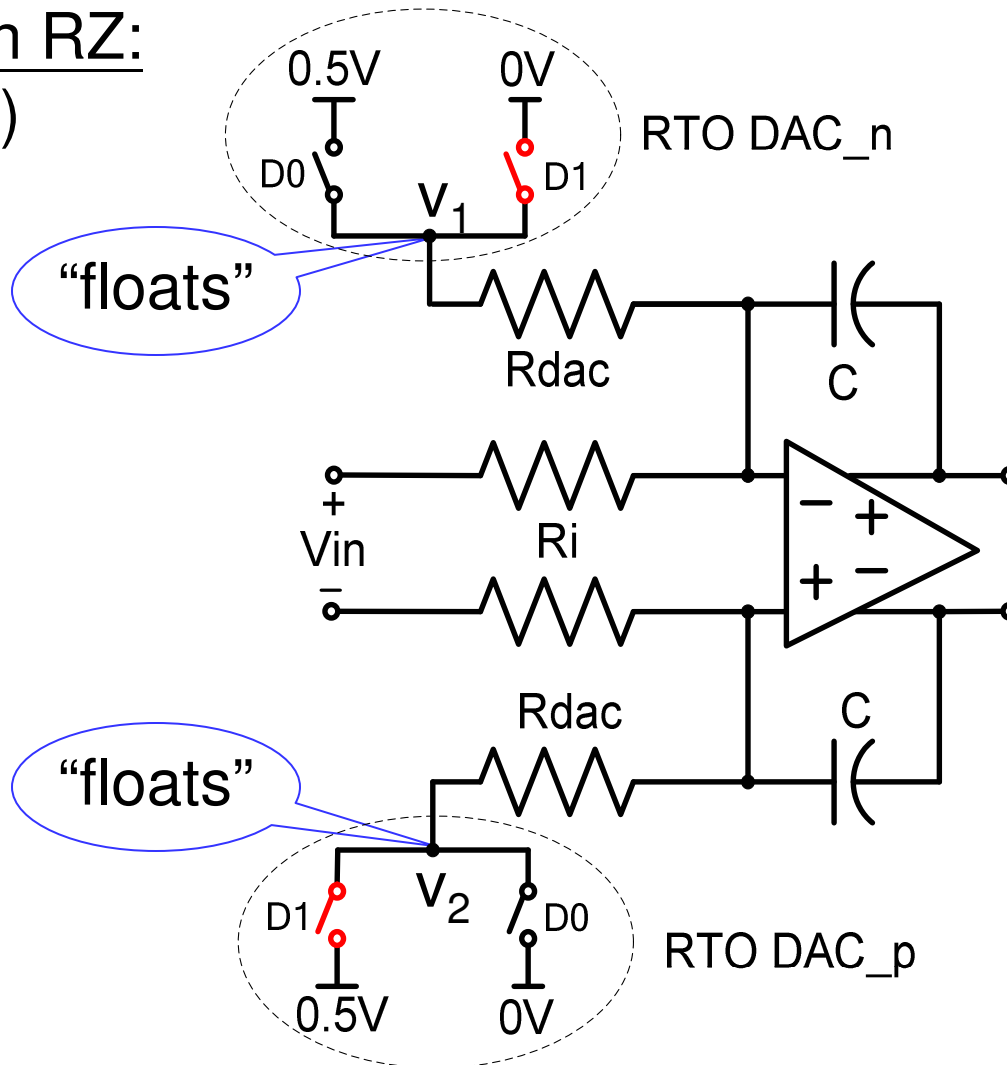 n RZ:
)
0.5V
0V
RTO DAC_n
D0
D1
V1
“floats”
Rdac
C
+
Vin
−
Ri
− +
+ −
Rdac
C
“floats”
V2
D1
D0
RTO DAC_p
0.5V
0V